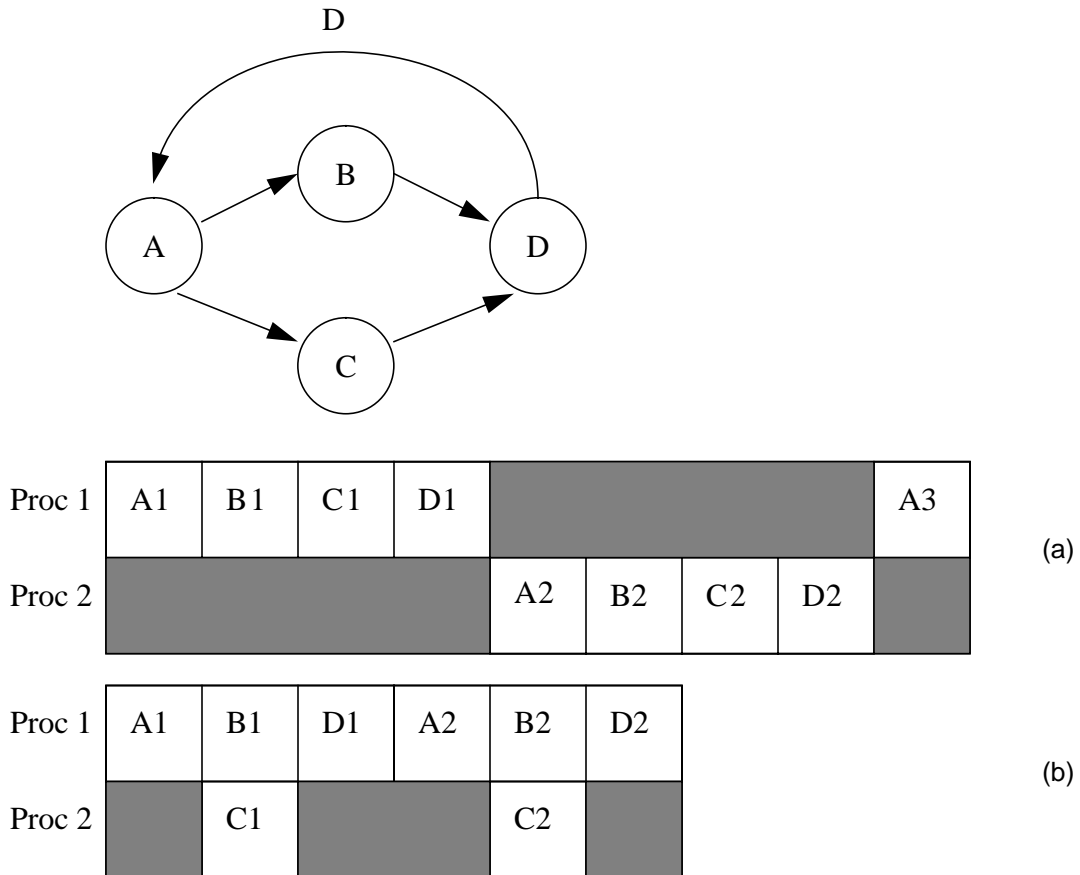 D
B
A
D
C
Proc 1 A1 B1 C1 D1 A3
(a)
Proc 2 A2 B2 C2 D2
Proc 1 A1 B1 D1 A2 B2 D2
(b)
Proc 2 C1 C2